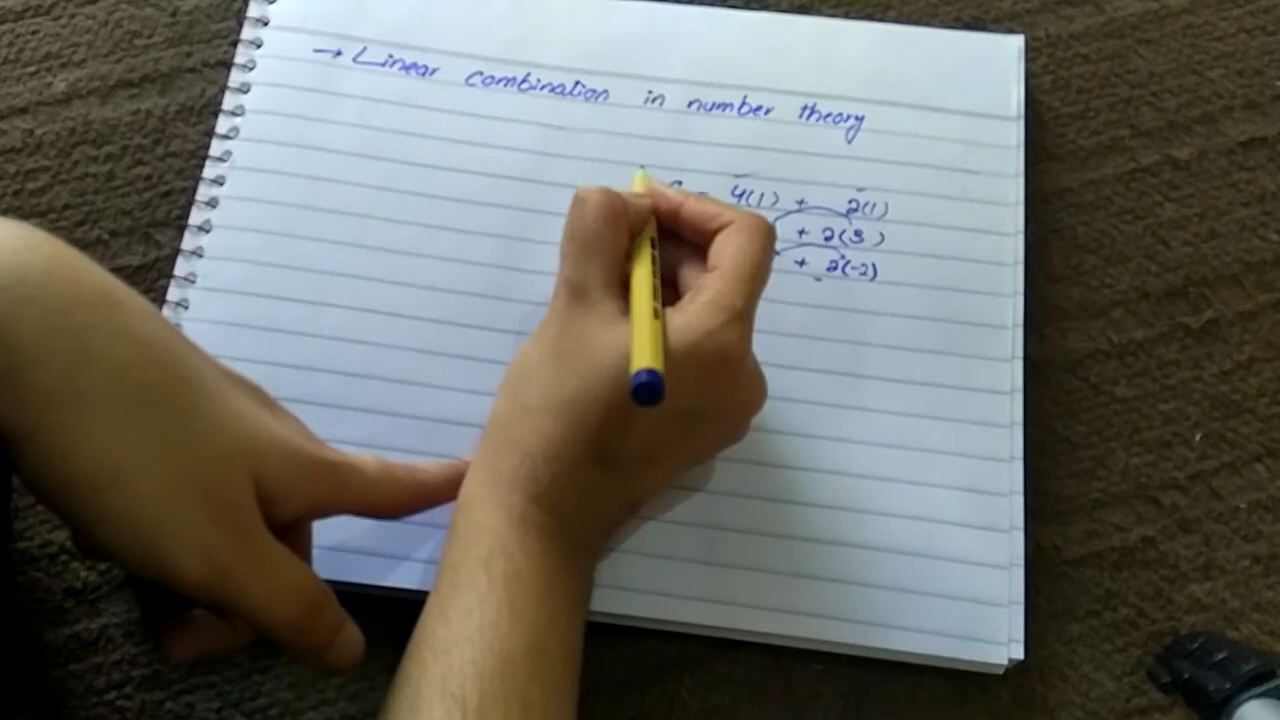 → Linear combination in number theory
= 4(1) + 2(1)
+ 2(3)
+ 2(-2)